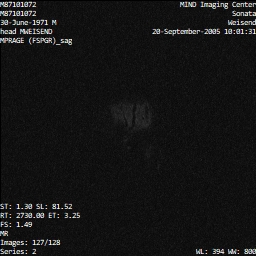 M87101072
M87101072
30-June-1971 M
head MWEISEND
MPRAGE (FSPGR)_sag
MIND Imaging Center
Sonata
Weisend
20-September-2005 10:01:31
ST: 1.30 SL: 81.52
RT: 2730.00 ET: 3.25
FS: 1.49
MR
Images: 127/128
Series: 2
WL: 394 WW: 800